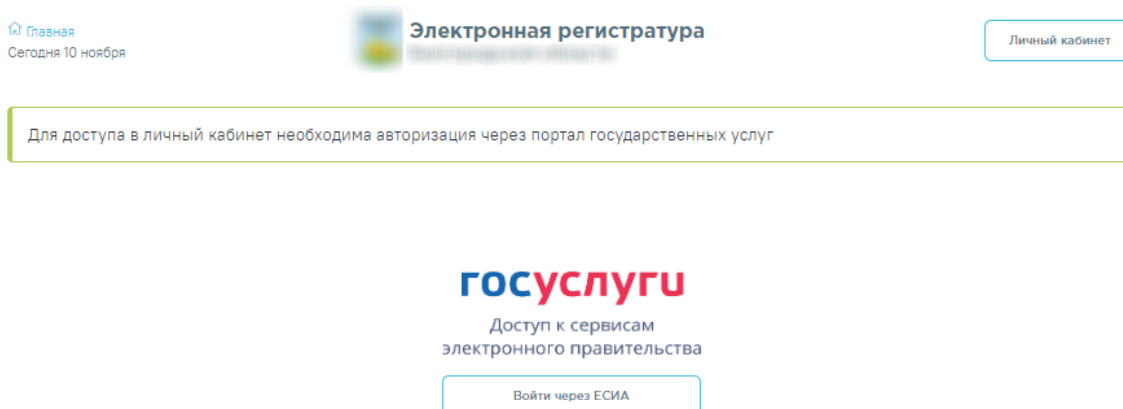 Главная
Сегодня 10 ноября
Электронная регистратура
Личный кабинет
Для доступа в личный кабинет необходима авторизация через портал государственных услуг
госуслуги
Доступ к сервисам
электронного правительства
Войти через ЕСИА